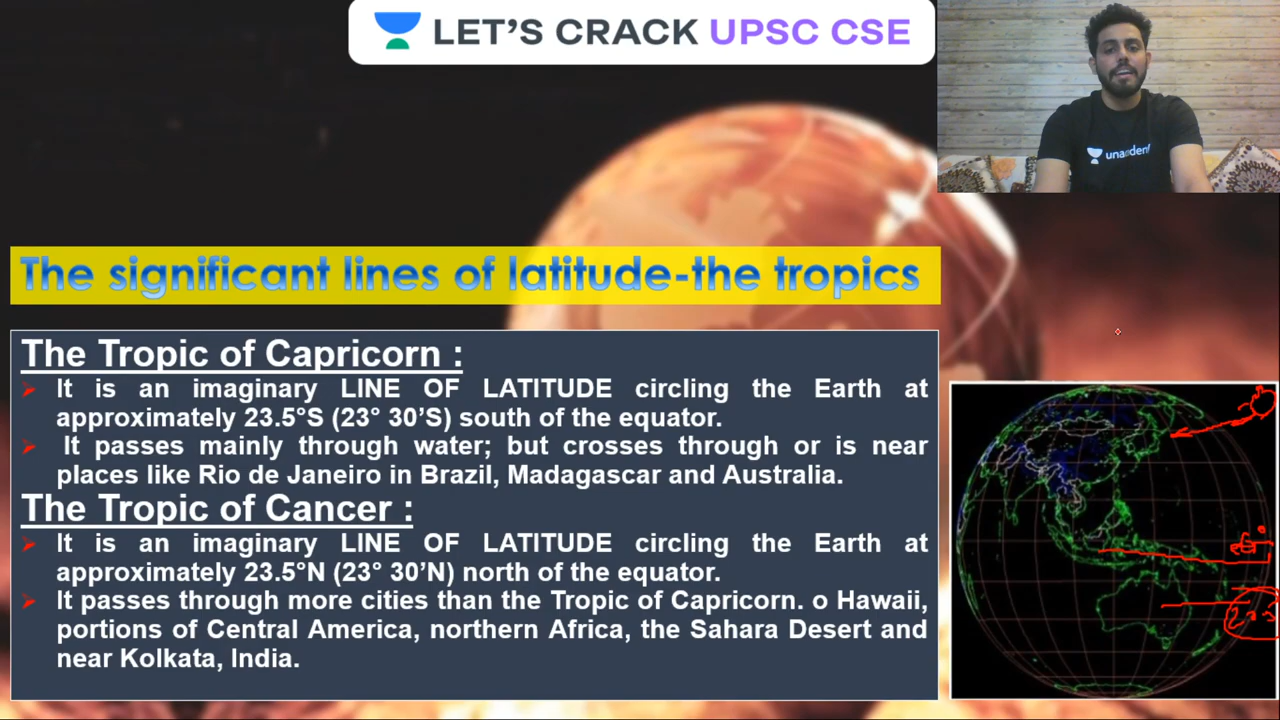 LET'S CRACK UPSC CSE
unacademy
The significant lines of latitude-the tropics
The Tropic of Capricorn :
It is an imaginary LINE OF LATITUDE circling the Earth at
approximately 23.5°S (23° 30’S) south of the equator.
It passes mainly through water; but crosses through or is near
places like Rio de Janeiro in Brazil, Madagascar and Australia.
The Tropic of Cancer :
It is an imaginary LINE OF LATITUDE circling the Earth at
approximately 23.5°N (23° 30’N) north of the equator.
It passes through more cities than the Tropic of Capricorn. o Hawaii,
portions of Central America, northern Africa, the Sahara Desert and
near Kolkata, India.